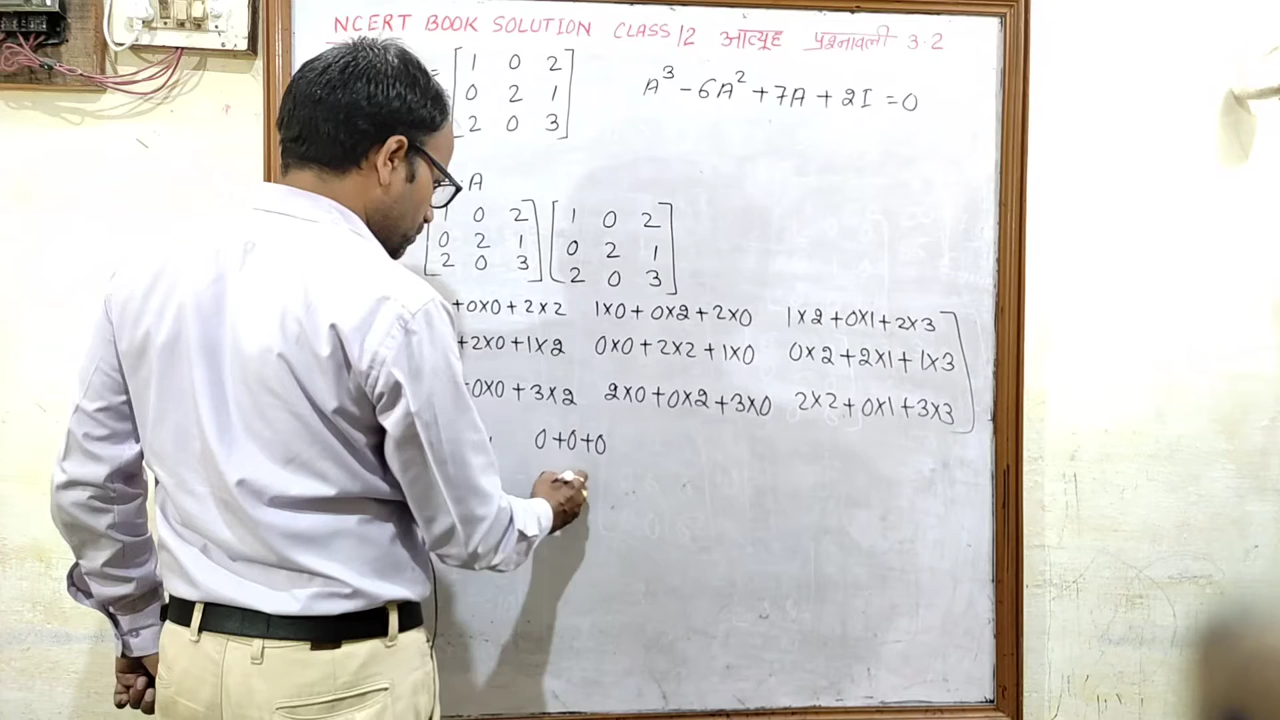 NCERT BOOK SOLUTION CLASS 12 आव्यूह प्रश्नावली 3.2
= [1 0 2 A³ - 6A² + 7A + 2I = 0
0 2 1
2 0 3]
A
[1 0 2] [1 0 2
0 2 1 0 2 1
2 0 3] [2 0 3]
+0×0+2×2 1×0+0×2+2×0 1×2+0×1+2×3
+2×0+1×2 0×0+2×2+1×0 0×2+2×1+1×3
0×0+3×2 2×0+0×2+3×0 2×2+0×1+3×3]
0+0+0